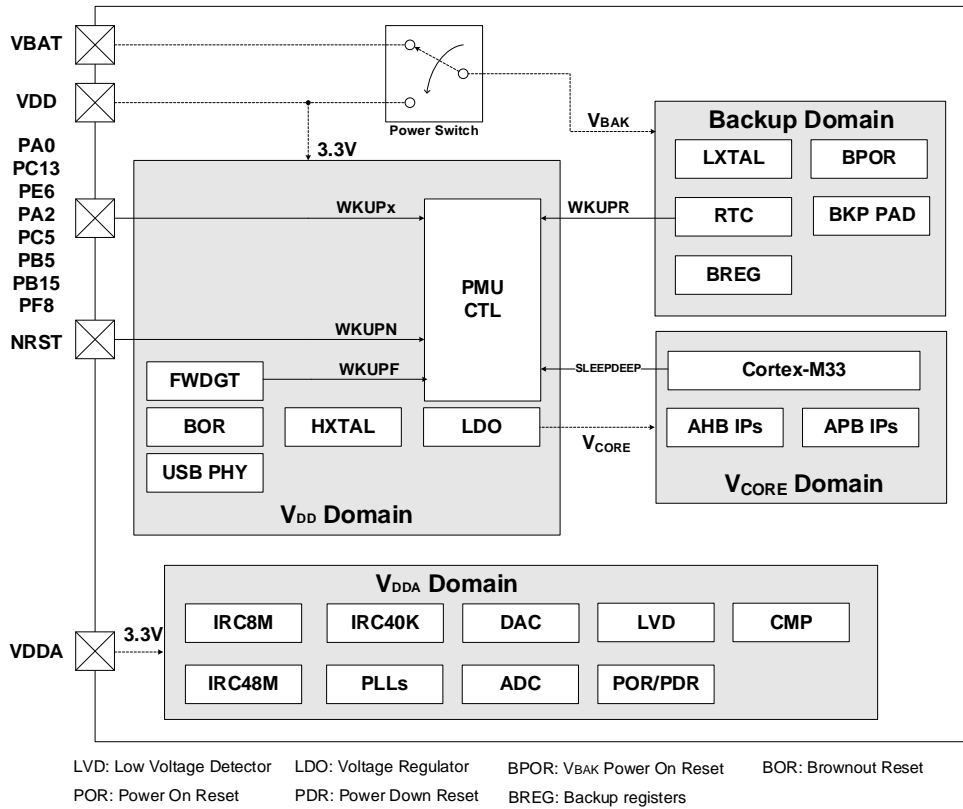 VBAT
VDD
Power Switch
3.3V
VBAK
Backup Domain
LXTAL
BPOR
RTC
BKP PAD
BREG
PA0
PC13
PE6
PA2
PC5
PB5
PB15
PF8
NRST
WKUPx
WKUPR
PMU
CTL
WKUPN
FWDGT
WKUPF
BOR
HXTAL
LDO
USB PHY
VDD Domain
SLEEPDEEP
VCORE
Cortex-M33
AHB IPs
APB IPs
VCORE Domain
VDDA
3.3V
VDDA Domain
IRC8M
IRC40K
DAC
LVD
CMP
IRC48M
PLLs
ADC
POR/PDR
LVD: Low Voltage Detector
LDO: Voltage Regulator
BPOR: VBAK Power On Reset
BOR: Brownout Reset
POR: Power On Reset
PDR: Power Down Reset
BREG: Backup registers